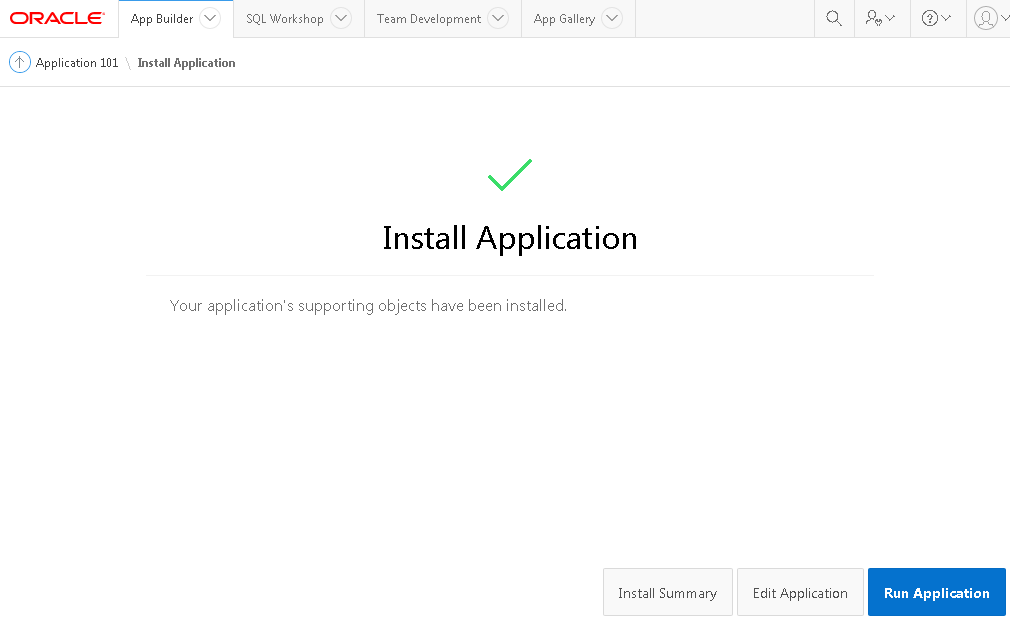 ORACLE App Builder SQL Workshop Team Development App Gallery
Application 101 \ Install Application
Install Application
Your application's supporting objects have been installed.
Install Summary Edit Application Run Application